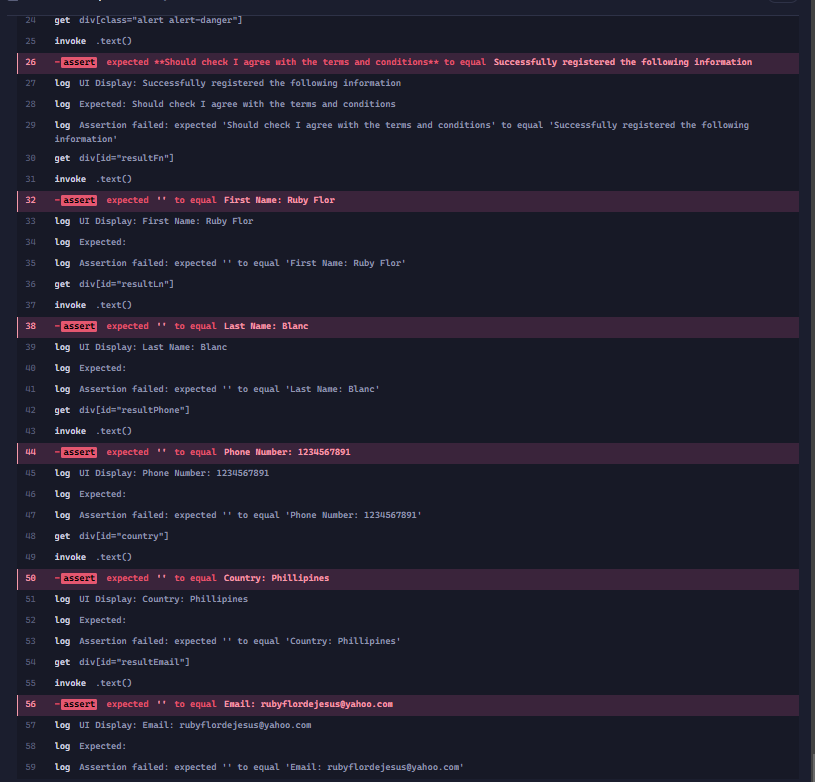 24 get div[class="alert alert-danger"]
25 invoke .text()
26 -assert expected **Should check I agree with the terms and conditions** to equal Successfully registered the following information
27 log UI Display: Successfully registered the following information
28 log Expected: Should check I agree with the terms and conditions
29 log Assertion failed: expected 'Should check I agree with the terms and conditions' to equal 'Successfully registered the following
information'
30 get div[id="resultFn"]
31 invoke .text()
32 -assert expected '' to equal First Name: Ruby Flor
33 log UI Display: First Name: Ruby Flor
34 log Expected:
35 log Assertion failed: expected '' to equal 'First Name: Ruby Flor'
36 get div[id="resultLn"]
37 invoke .text()
38 -assert expected '' to equal Last Name: Blanc
39 log UI Display: Last Name: Blanc
40 log Expected:
41 log Assertion failed: expected '' to equal 'Last Name: Blanc'
42 get div[id="resultPhone"]
43 invoke .text()
44 -assert expected '' to equal Phone Number: 1234567891
45 log UI Display: Phone Number: 1234567891
46 log Expected:
47 log Assertion failed: expected '' to equal 'Phone Number: 1234567891'
48 get div[id="country"]
49 invoke .text()
50 -assert expected '' to equal Country: Phillipines
51 log UI Display: Country: Phillipines
52 log Expected:
53 log Assertion failed: expected '' to equal 'Country: Phillipines'
54 get div[id="resultEmail"]
55 invoke .text()
56 -assert expected '' to equal Email: rubyflordejesus@yahoo.com
57 log UI Display: Email: rubyflordejesus@yahoo.com
58 log Expected:
59 log Assertion failed: expected '' to equal 'Email: rubyflordejesus@yahoo.com'